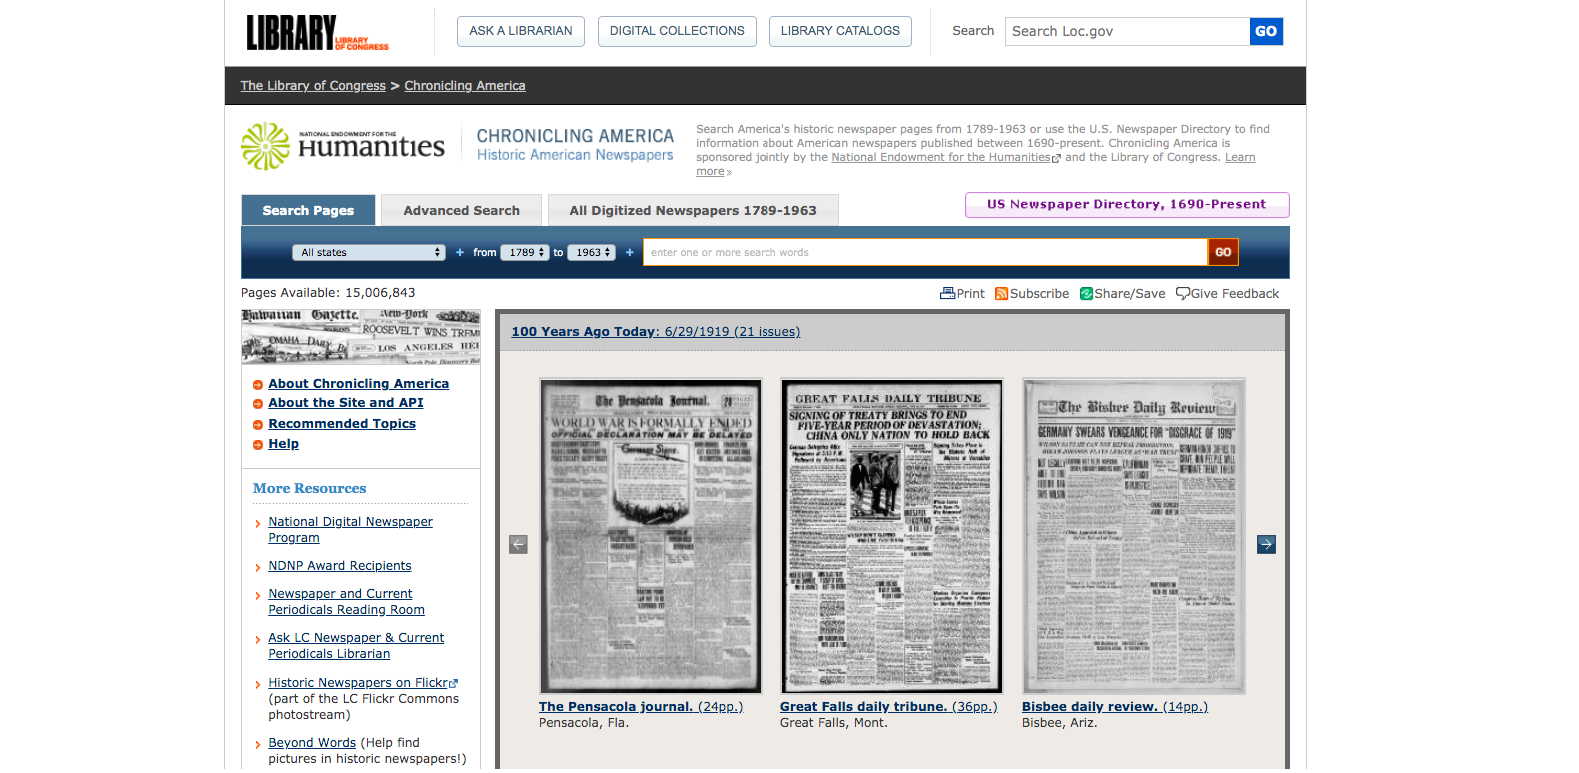 LIBRARY
LIBRARY
OF CONGRESS
ASK A LIBRARIAN
DIGITAL COLLECTIONS
LIBRARY CATALOGS
Search
Search Loc.gov
GO
The Library of Congress > Chronicling America
NATIONAL ENDOWMENT FOR THE
Humanities
CHRONICLING AMERICA
Historic American Newspapers
Search America's historic newspaper pages from 1789-1963 or use the U.S. Newspaper Directory to find
information about American newspapers published between 1690-present. Chronicling America is
sponsored jointly by the National Endowment for the Humanities and the Library of Congress. Learn
more »
Search Pages
Advanced Search
All Digitized Newspapers 1789-1963
US Newspaper Directory, 1690-Present
All states
+ from 1789 to 1963 +
enter one or more search words
GO
Pages Available: 15,006,843
Print
Subscribe
Share/Save
Give Feedback
Hawaiian Gazette.
New-York
ROOSEVELT WINS TREM
OMAHA DAILY B
LOS ANGELES HE
About Chronicling America
About the Site and API
Recommended Topics
Help
More Resources
National Digital Newspaper
Program
NDNP Award Recipients
Newspaper and Current
Periodicals Reading Room
Ask LC Newspaper & Current
Periodicals Librarian
Historic Newspapers on Flickr
(part of the LC Flickr Commons
photostream)
Beyond Words (Help find
pictures in historic newspapers!)
100 Years Ago Today: 6/29/1919 (21 issues)
The Pensacola Journal.
WORLD WAR IS FORMALLY ENDED
OFFICIAL DECLARATION MAY BE DELAYED
Germany Signs.
The Pensacola journal. (24pp.)
Pensacola, Fla.
GREAT FALLS DAILY TRIBUNE
SIGNING OF TREATY BRINGS TO END
FIVE-YEAR PERIOD OF DEVASTATION;
CHINA ONLY NATION TO HOLD BACK
Great Falls daily tribune. (36pp.)
Great Falls, Mont.
The Bisbee Daily Review
GERMANY SWEARS VENGEANCE FOR "DISGRACE OF 1919"
Bisbee daily review. (14pp.)
Bisbee, Ariz.